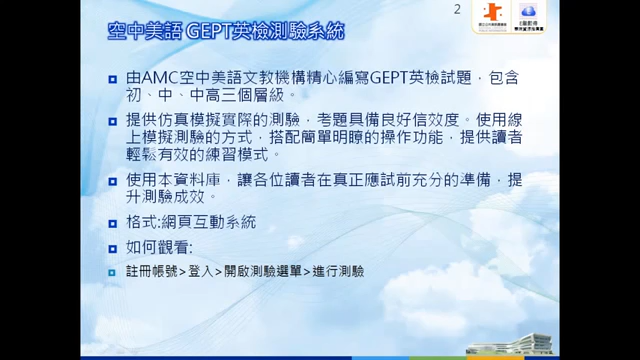 2
空中美語 GEPT英檢測驗系統
由AMC空中美語文教機構精心編寫GEPT英檢試題，包含
初、中、中高三個層級。
提供仿真模擬實際的測驗，考題具備良好信效度。使用線
上模擬測驗的方式，搭配簡單明瞭的操作功能，提供讀者
輕鬆有效的練習模式。
使用本資料庫，讓各位讀者在真正應試前充分的準備，提
升測驗成效。
格式:網頁互動系統
如何觀看:
註冊帳號>登入>開啟測驗選單>進行測驗